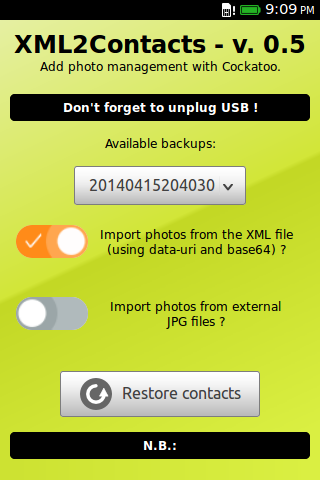 9:09 PM
XML2Contacts - v. 0.5
Add photo management with Cockatoo.
Don't forget to unplug USB !
Available backups:
20140415204030
Import photos from the XML file
(using data-uri and base64) ?
Import photos from external
JPG files ?
Restore contacts
N.B.: